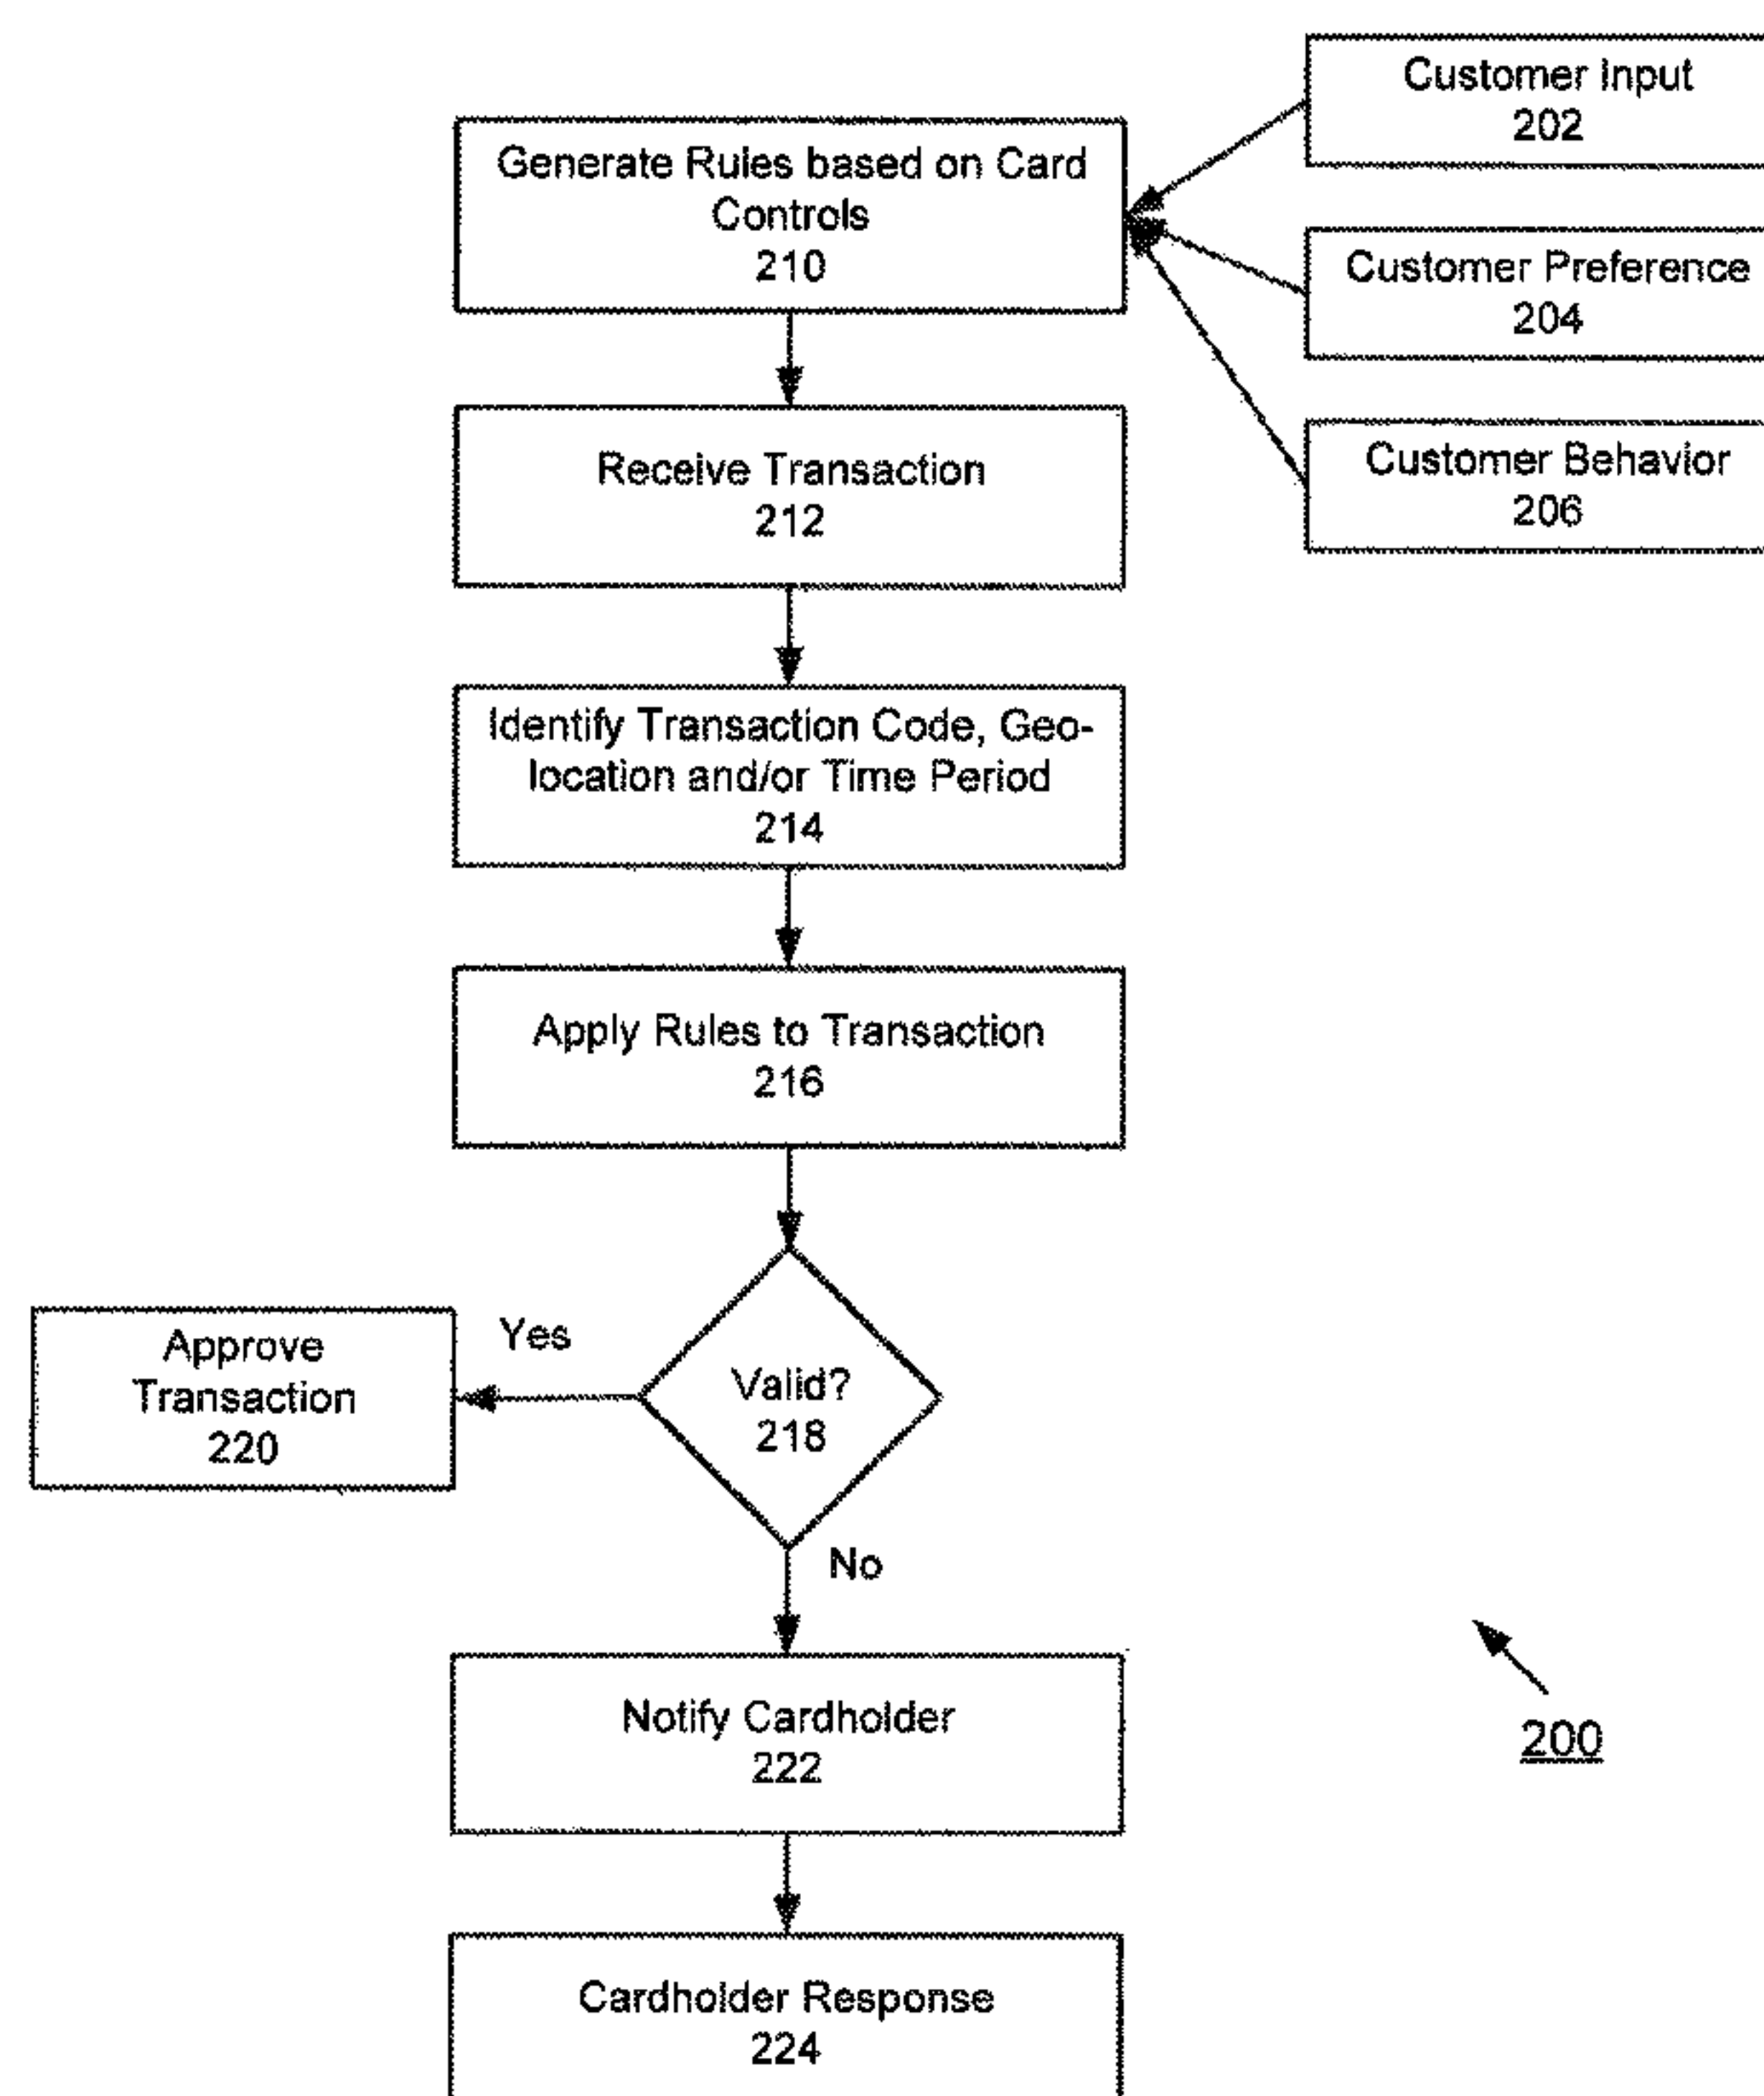 Customer Input
202
Generate Rules based on Card
Controls
210
Customer Preference
204
Customer Behavior
206
Receive Transaction
212
Identify Transaction Code, Geo-
location and/or Time Period
214
Apply Rules to Transaction
216
Valid?
218
Yes
Approve
Transaction
220
No
Notify Cardholder
222
200
Cardholder Response
224